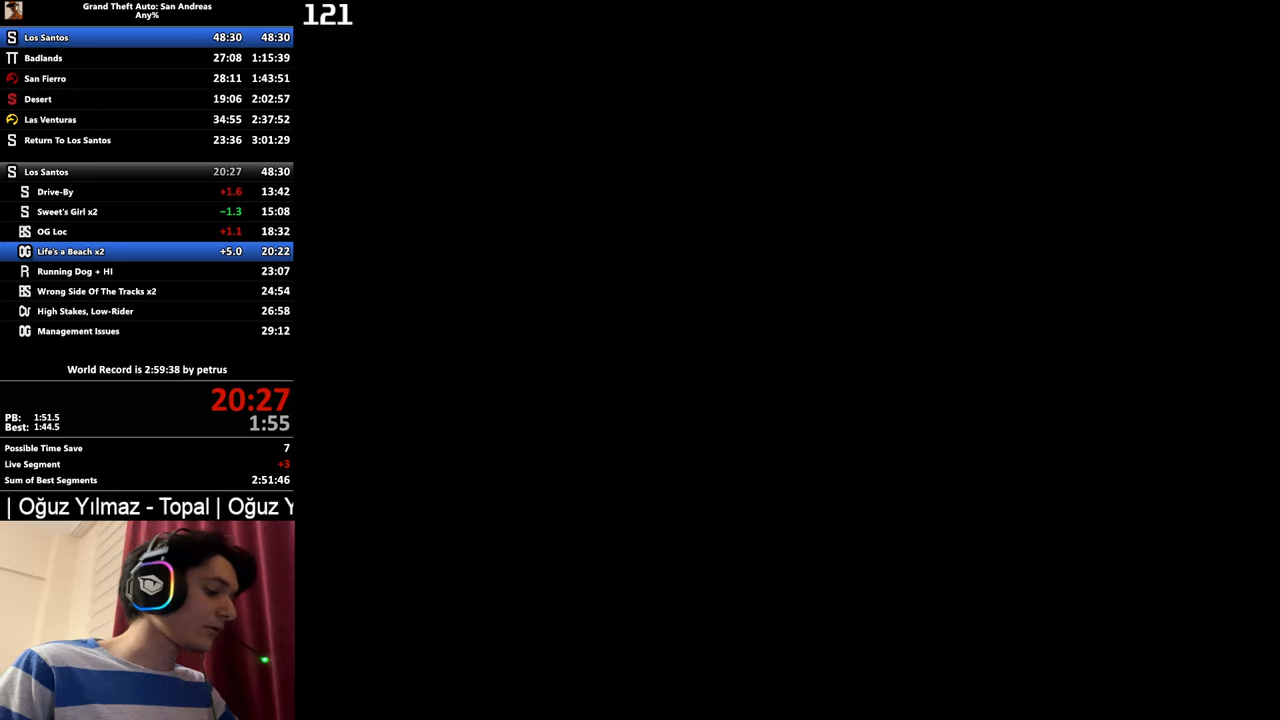 121
Grand Theft Auto: San Andreas
Any%
Los Santos 48:30 48:30
Badlands 27:08 1:15:39
San Fierro 28:11 1:43:51
Desert 19:06 2:02:57
Las Venturas 34:55 2:37:52
Return To Los Santos 23:36 3:01:29
Los Santos 20:27 48:30
Drive-By +1.6 13:42
Sweet's Girl x2 −1.3 15:08
OG Loc +1.1 18:32
Life's a Beach x2 +5.0 20:22
Running Dog + HI 23:07
Wrong Side Of The Tracks x2 24:54
High Stakes, Low-Rider 26:58
Management Issues 29:12
World Record is 2:59:38 by petrus
20:27
PB: 1:51.5
Best: 1:44.5
1:55
Possible Time Save 7
Live Segment +3
Sum of Best Segments 2:51:46
| Oğuz Yılmaz - Topal | Oğuz Y